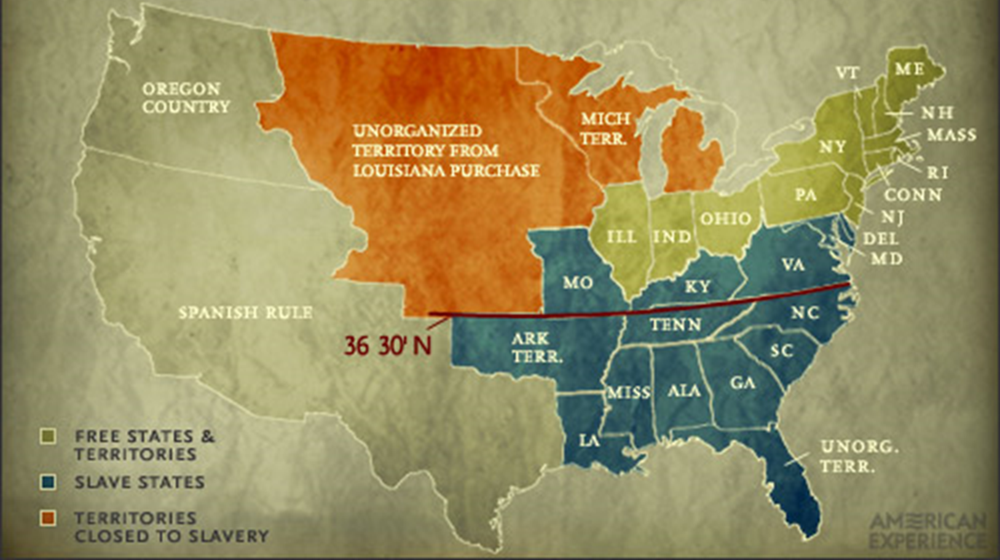 OREGON
COUNTRY
UNORGANIZED
TERRITORY FROM
LOUISIANA PURCHASE
MICH
TERR.
VT
ME
NH
MASS
NY
RI
CONN
PA
NJ
OHIO
ILL
IND
DEL
MD
VA
MO
KY
SPANISH RULE
NC
TENN
36 30' N
ARK
TERR.
SC
MISS
ALA
GA
LA
UNORG.
TERR.
FREE STATES &
TERRITORIES
SLAVE STATES
TERRITORIES
CLOSED TO SLAVERY
AMERICAN
EXPERIENCE